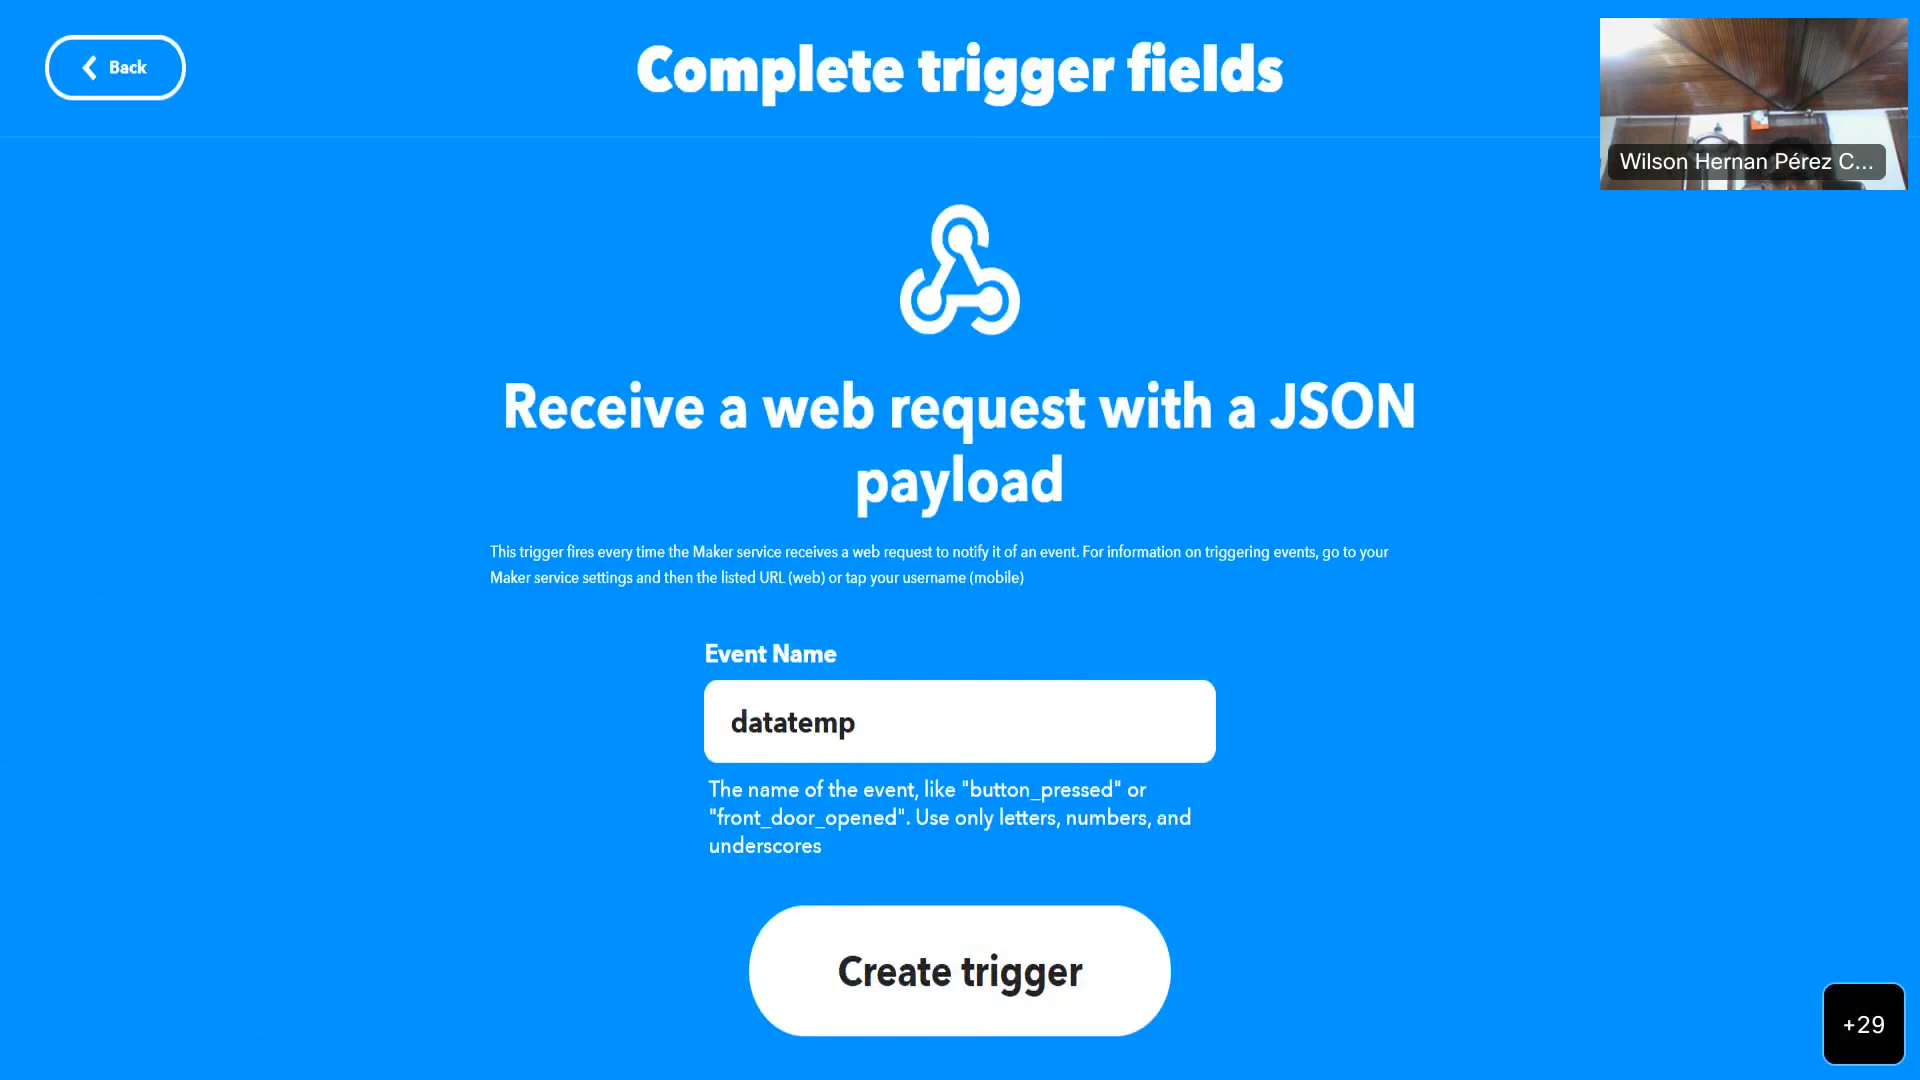 Back
Complete trigger fields
Wilson Hernan Pérez C...
Receive a web request with a JSON
payload
This trigger fires every time the Maker service receives a web request to notify it of an event. For information on triggering events, go to your
Maker service settings and then the listed URL (web) or tap your username (mobile)
Event Name
datatemp
The name of the event, like "button_pressed" or
"front_door_opened". Use only letters, numbers, and
underscores
Create trigger
+29